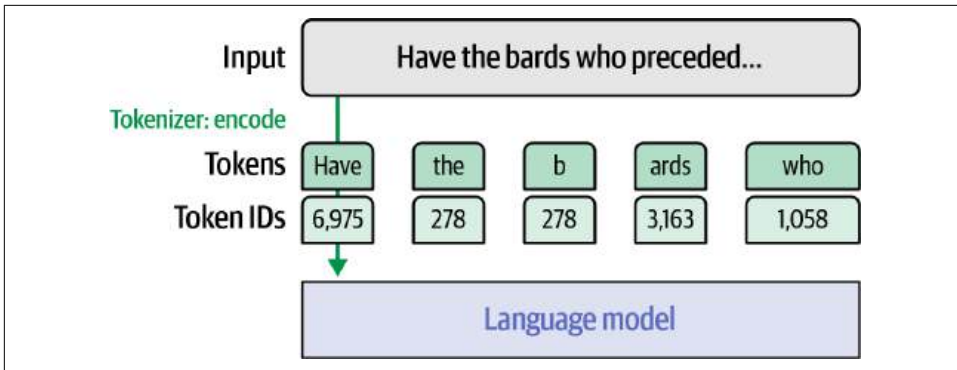 Input Have the bards who preceded...
Tokenizer: encode
Tokens Have the b ards who
Token IDs 6,975 278 278 3,163 1,058
Language model